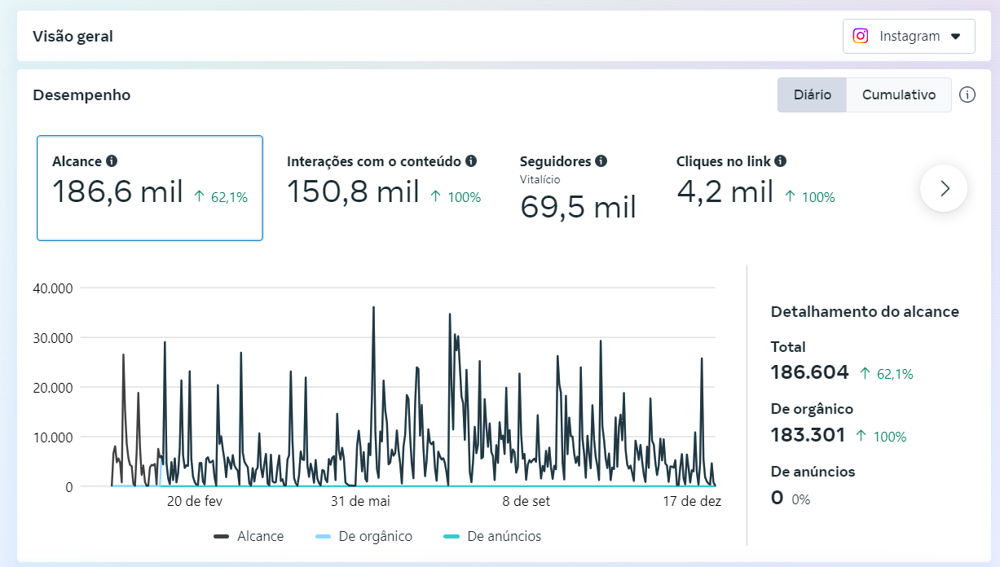 Visão geral
Instagram
Desempenho
Diário
Cumulativo
Alcance
186,6 mil ↑ 62,1%
Interações com o conteúdo
150,8 mil ↑ 100%
Seguidores
Vitalício
69,5 mil
Cliques no link
4,2 mil ↑ 100%
40.000
30.000
20.000
10.000
0
20 de fev
31 de mai
8 de set
17 de dez
Alcance
De orgânico
De anúncios
Detalhamento do alcance
Total
186.604 ↑ 62,1%
De orgânico
183.301 ↑ 100%
De anúncios
0 0%